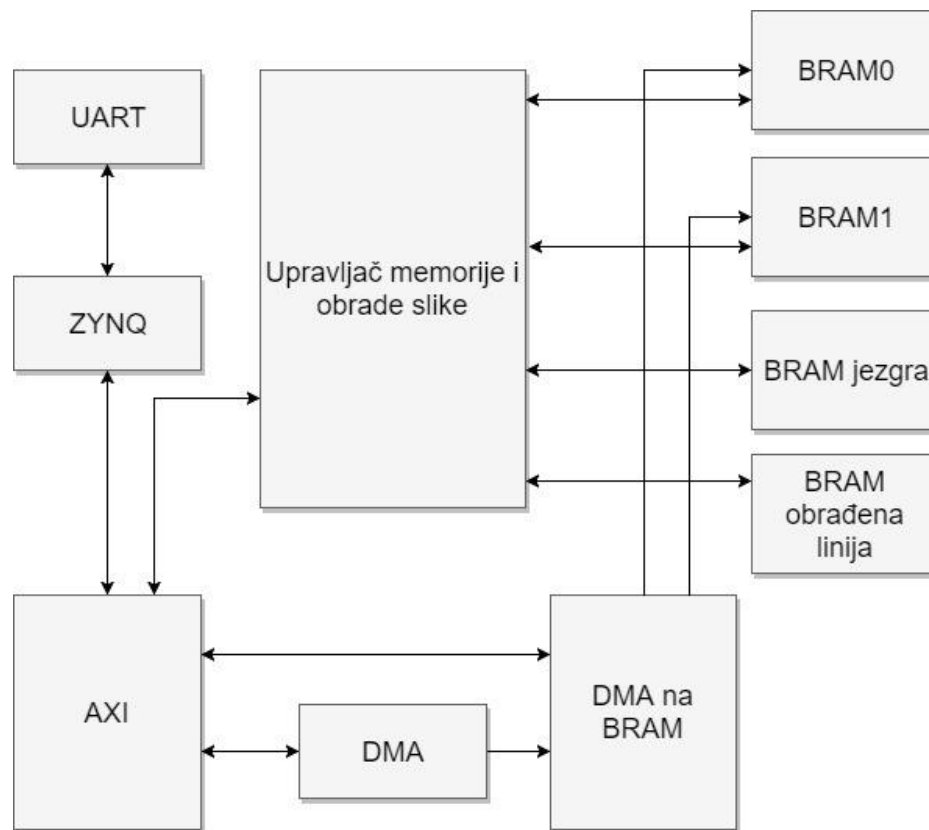 UART
ZYNQ
AXI
Upravljač memorije i
obrade slike
DMA
DMA na
BRAM
BRAM0
BRAM1
BRAM jezgra
BRAM
obrađena
linija